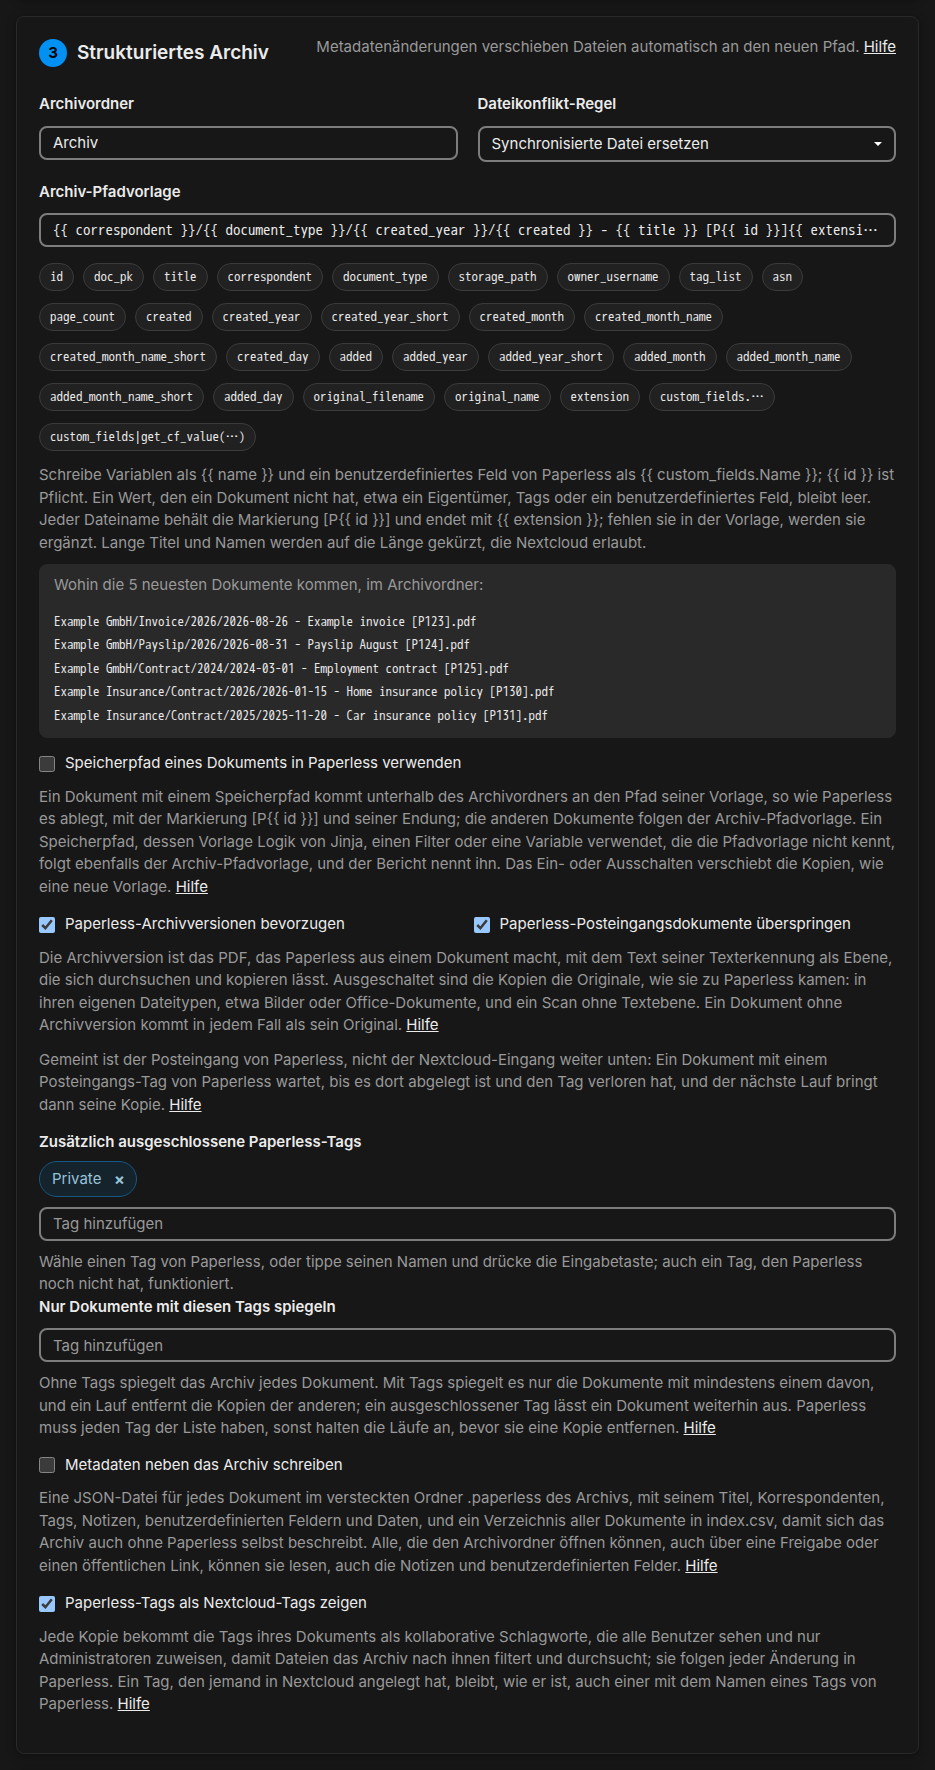 3 Strukturiertes Archiv
Metadatenänderungen verschieben Dateien automatisch an den neuen Pfad. Hilfe
Archivordner
Dateikonflikt-Regel
Archiv
Synchronisierte Datei ersetzen
Archiv-Pfadvorlage
{{ correspondent }}/{{ document_type }}/{{ created_year }}/{{ created }} - {{ title }} [P{{ id }}]{{ extensi…
id doc_pk title correspondent document_type storage_path owner_username tag_list asn
page_count created created_year created_year_short created_month created_month_name
created_month_name_short created_day added added_year added_year_short added_month added_month_name
added_month_name_short added_day original_filename original_name extension custom_fields.…
custom_fields|get_cf_value(…)
Schreibe Variablen als {{ name }} und ein benutzerdefiniertes Feld von Paperless als {{ custom_fields.Name }}; {{ id }} ist
Pflicht. Ein Wert, den ein Dokument nicht hat, etwa ein Eigentümer, Tags oder ein benutzerdefiniertes Feld, bleibt leer.
Jeder Dateiname behält die Markierung [P{{ id }}] und endet mit {{ extension }}; fehlen sie in der Vorlage, werden sie
ergänzt. Lange Titel und Namen werden auf die Länge gekürzt, die Nextcloud erlaubt.
Wohin die 5 neuesten Dokumente kommen, im Archivordner:
Example GmbH/Invoice/2026/2026-08-26 - Example invoice [P123].pdf
Example GmbH/Payslip/2026/2026-08-31 - Payslip August [P124].pdf
Example GmbH/Contract/2024/2024-03-01 - Employment contract [P125].pdf
Example Insurance/Contract/2026/2026-01-15 - Home insurance policy [P130].pdf
Example Insurance/Contract/2025/2025-11-20 - Car insurance policy [P131].pdf
Speicherpfad eines Dokuments in Paperless verwenden
Ein Dokument mit einem Speicherpfad kommt unterhalb des Archivordners an den Pfad seiner Vorlage, so wie Paperless
es ablegt, mit der Markierung [P{{ id }}] und seiner Endung; die anderen Dokumente folgen der Archiv-Pfadvorlage. Ein
Speicherpfad, dessen Vorlage Logik von Jinja, einen Filter oder eine Variable verwendet, die die Pfadvorlage nicht kennt,
folgt ebenfalls der Archiv-Pfadvorlage, und der Bericht nennt ihn. Das Ein- oder Ausschalten verschiebt die Kopien, wie
eine neue Vorlage. Hilfe
Paperless-Archivversionen bevorzugen
Paperless-Posteingangsdokumente überspringen
Die Archivversion ist das PDF, das Paperless aus einem Dokument macht, mit dem Text seiner Texterkennung als Ebene,
die sich durchsuchen und kopieren lässt. Ausgeschaltet sind die Kopien die Originale, wie sie zu Paperless kamen: in
ihren eigenen Dateitypen, etwa Bilder oder Office-Dokumente, und ein Scan ohne Textebene. Ein Dokument ohne
Archivversion kommt in jedem Fall als sein Original. Hilfe
Gemeint ist der Posteingang von Paperless, nicht der Nextcloud-Eingang weiter unten: Ein Dokument mit einem
Posteingangs-Tag von Paperless wartet, bis es dort abgelegt ist und den Tag verloren hat, und der nächste Lauf bringt
dann seine Kopie. Hilfe
Zusätzlich ausgeschlossene Paperless-Tags
Private ×
Tag hinzufügen
Wähle einen Tag von Paperless, oder tippe seinen Namen und drücke die Eingabetaste; auch ein Tag, den Paperless
noch nicht hat, funktioniert.
Nur Dokumente mit diesen Tags spiegeln
Tag hinzufügen
Ohne Tags spiegelt das Archiv jedes Dokument. Mit Tags spiegelt es nur die Dokumente mit mindestens einem davon,
und ein Lauf entfernt die Kopien der anderen; ein ausgeschlossener Tag lässt ein Dokument weiterhin aus. Paperless
muss jeden Tag der Liste haben, sonst halten die Läufe an, bevor sie eine Kopie entfernen. Hilfe
Metadaten neben das Archiv schreiben
Eine JSON-Datei für jedes Dokument im versteckten Ordner .paperless des Archivs, mit seinem Titel, Korrespondenten,
Tags, Notizen, benutzerdefinierten Feldern und Daten, und ein Verzeichnis aller Dokumente in index.csv, damit sich das
Archiv auch ohne Paperless selbst beschreibt. Alle, die den Archivordner öffnen können, auch über eine Freigabe oder
einen öffentlichen Link, können sie lesen, auch die Notizen und benutzerdefinierten Felder. Hilfe
Paperless-Tags als Nextcloud-Tags zeigen
Jede Kopie bekommt die Tags ihres Dokuments als kollaborative Schlagworte, die alle Benutzer sehen und nur
Administratoren zuweisen, damit Dateien das Archiv nach ihnen filtert und durchsucht; sie folgen jeder Änderung in
Paperless. Ein Tag, den jemand in Nextcloud angelegt hat, bleibt, wie er ist, auch einer mit dem Namen eines Tags von
Paperless. Hilfe